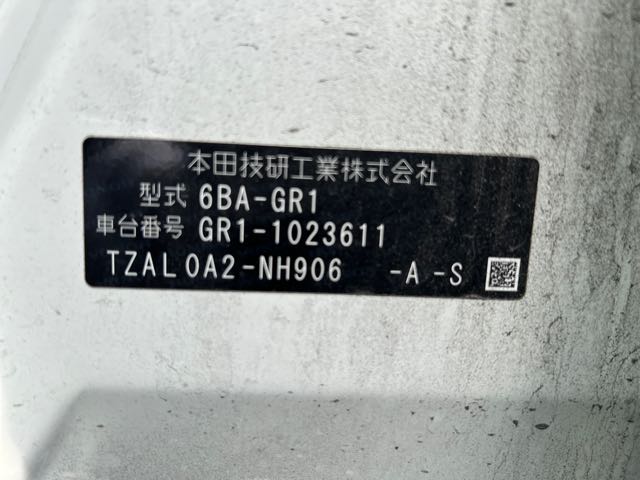 本田技研工業株式会社
型式 6BA-GR1
車台番号 GR1-1023611
TZAL0A2-NH906 -A -S